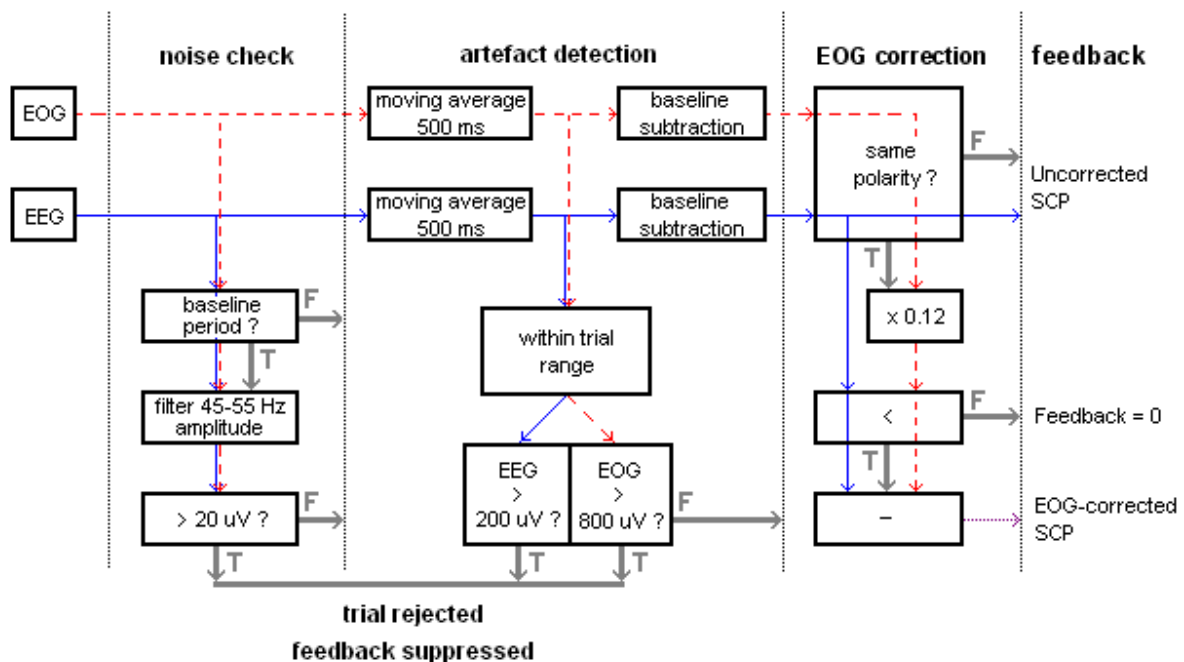 noise check
artefact detection
EOG correction
feedback
EOG
moving average
500 ms
baseline
subtraction
same
polarity ?
F
Uncorrected
SCP
EEG
moving average
500 ms
baseline
subtraction
T
baseline
period ?
F
T
within trial
range
x 0.12
filter 45-55 Hz
amplitude
<
F
Feedback = 0
T
> 20 uV ?
F
T
EEG
>
200 uV ?
T
EOG
>
800 uV ?
F
T
–
EOG-corrected
SCP
trial rejected
feedback suppressed